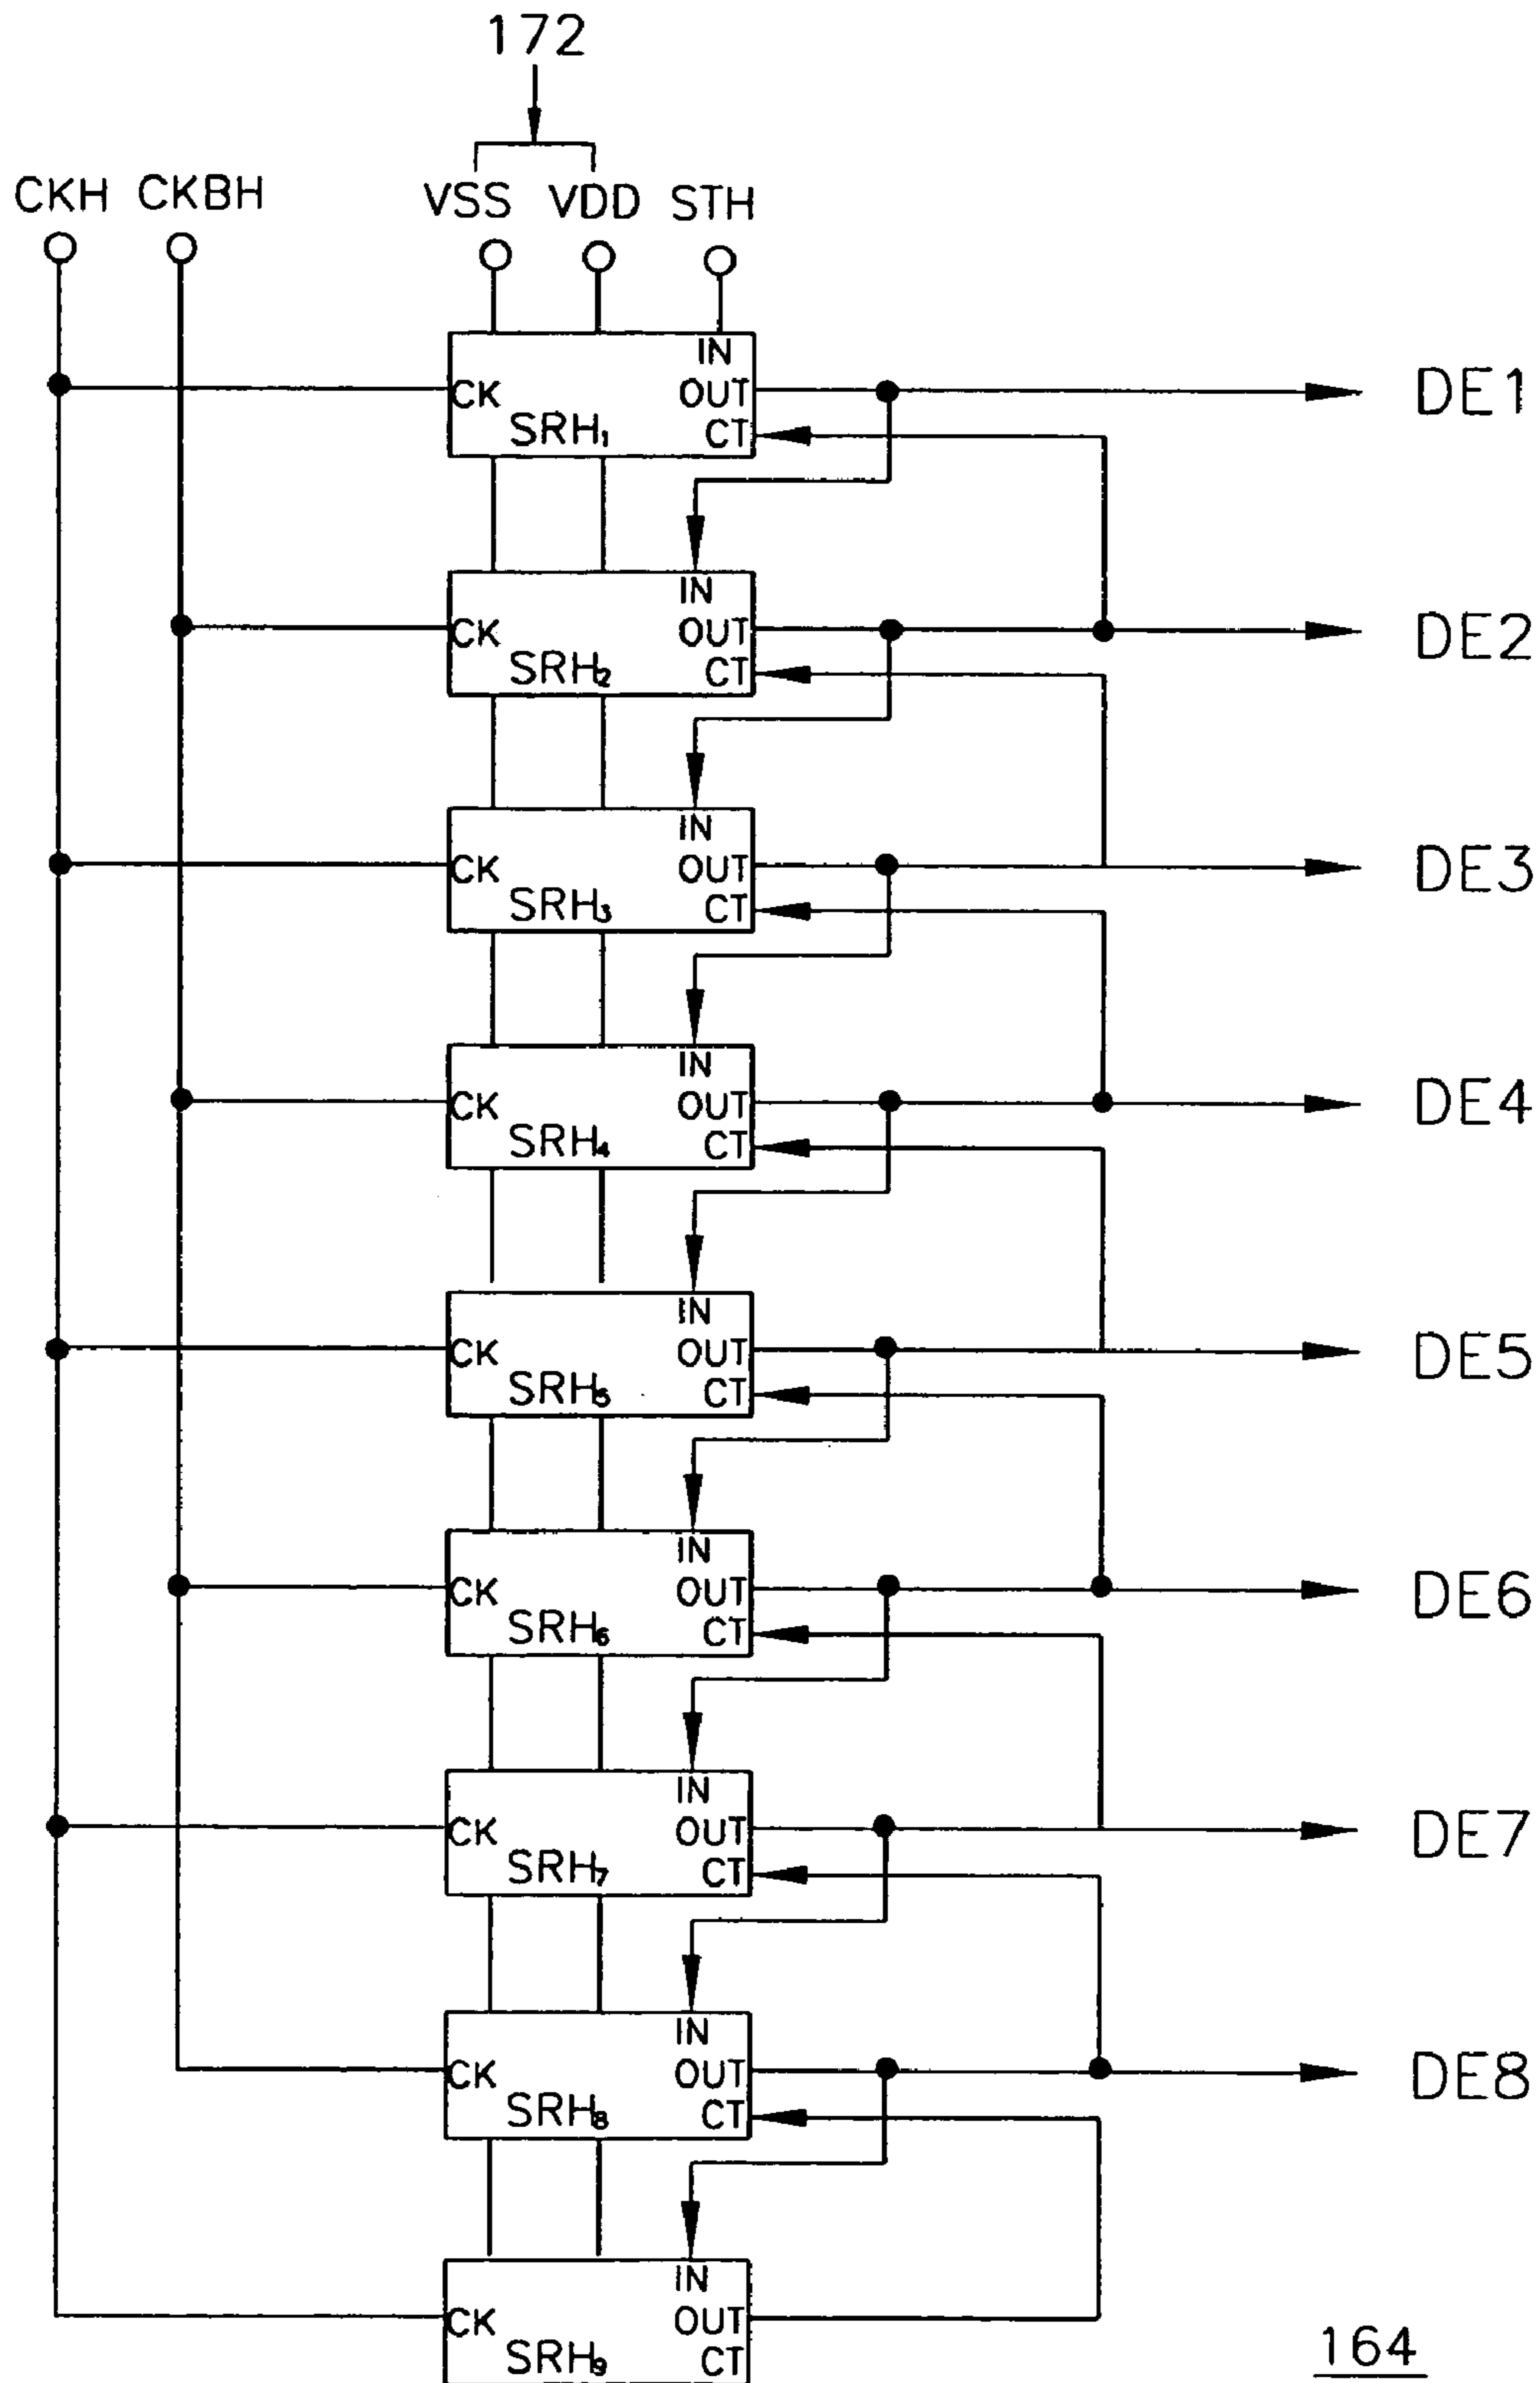 172
CKH CKBH VSS VDD STH
IN
CK OUT DE1
SRH₁ CT
IN
CK OUT DE2
SRH₂ CT
IN
CK OUT DE3
SRH₃ CT
IN
CK OUT DE4
SRH₄ CT
IN
CK OUT DE5
SRH₅ CT
IN
CK OUT DE6
SRH₆ CT
IN
CK OUT DE7
SRH₇ CT
IN
CK OUT DE8
SRH₈ CT
IN
CK OUT
SRH₉ CT
164